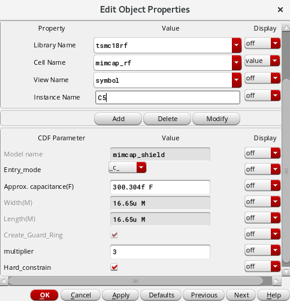 Edit Object Properties
Property Value Display
Library Name tsmc18rf off
Cell Name mimcap_rf value
View Name symbol off
Instance Name C5 off
Add Delete Modify
CDF Parameter Value Display
Model name mimcap_shield off
Entry_mode _C_ off
Approx. capacitance(F) 300.304f F off
Width(M) 16.65u M off
Length(M) 16.65u M off
Create_Guard_Ring off
multiplier 3 off
Hard_constrain off
OK Cancel Apply Defaults Previous Next Help